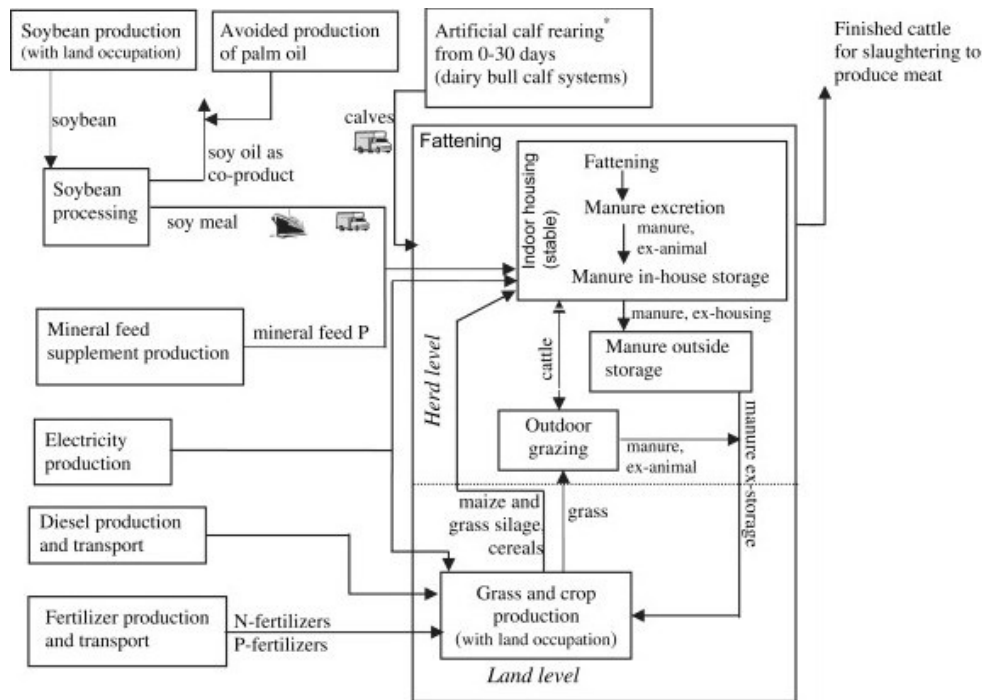 Soybean production
(with land occupation)
Avoided production
of palm oil
Artificial calf rearing*
from 0-30 days
(dairy bull calf systems)
Finished cattle
for slaughtering to
produce meat
soybean
soy oil as
co-product
calves
Soybean
processing
soy meal
Fattening
Indoor housing
(stable)
Fattening
Manure excretion
manure,
ex-animal
Manure in-house storage
manure, ex-housing
Mineral feed
supplement production
mineral feed P
Manure outside
storage
Herd level
cattle
Outdoor
grazing
manure,
ex-animal
manure ex-storage
Electricity
production
maize and
grass silage,
cereals
grass
Diesel production
and transport
Grass and crop
production
(with land occupation)
Fertilizer production
and transport
N-fertilizers
P-fertilizers
Land level